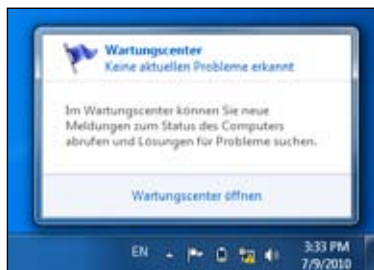 Wartungscenter
Keine aktuellen Probleme erkannt
Im Wartungscenter können Sie neue
Meldungen zum Status des Computers
abrufen und Lösungen für Probleme suchen.
Wartungscenter öffnen
EN
3:33 PM
7/9/2010